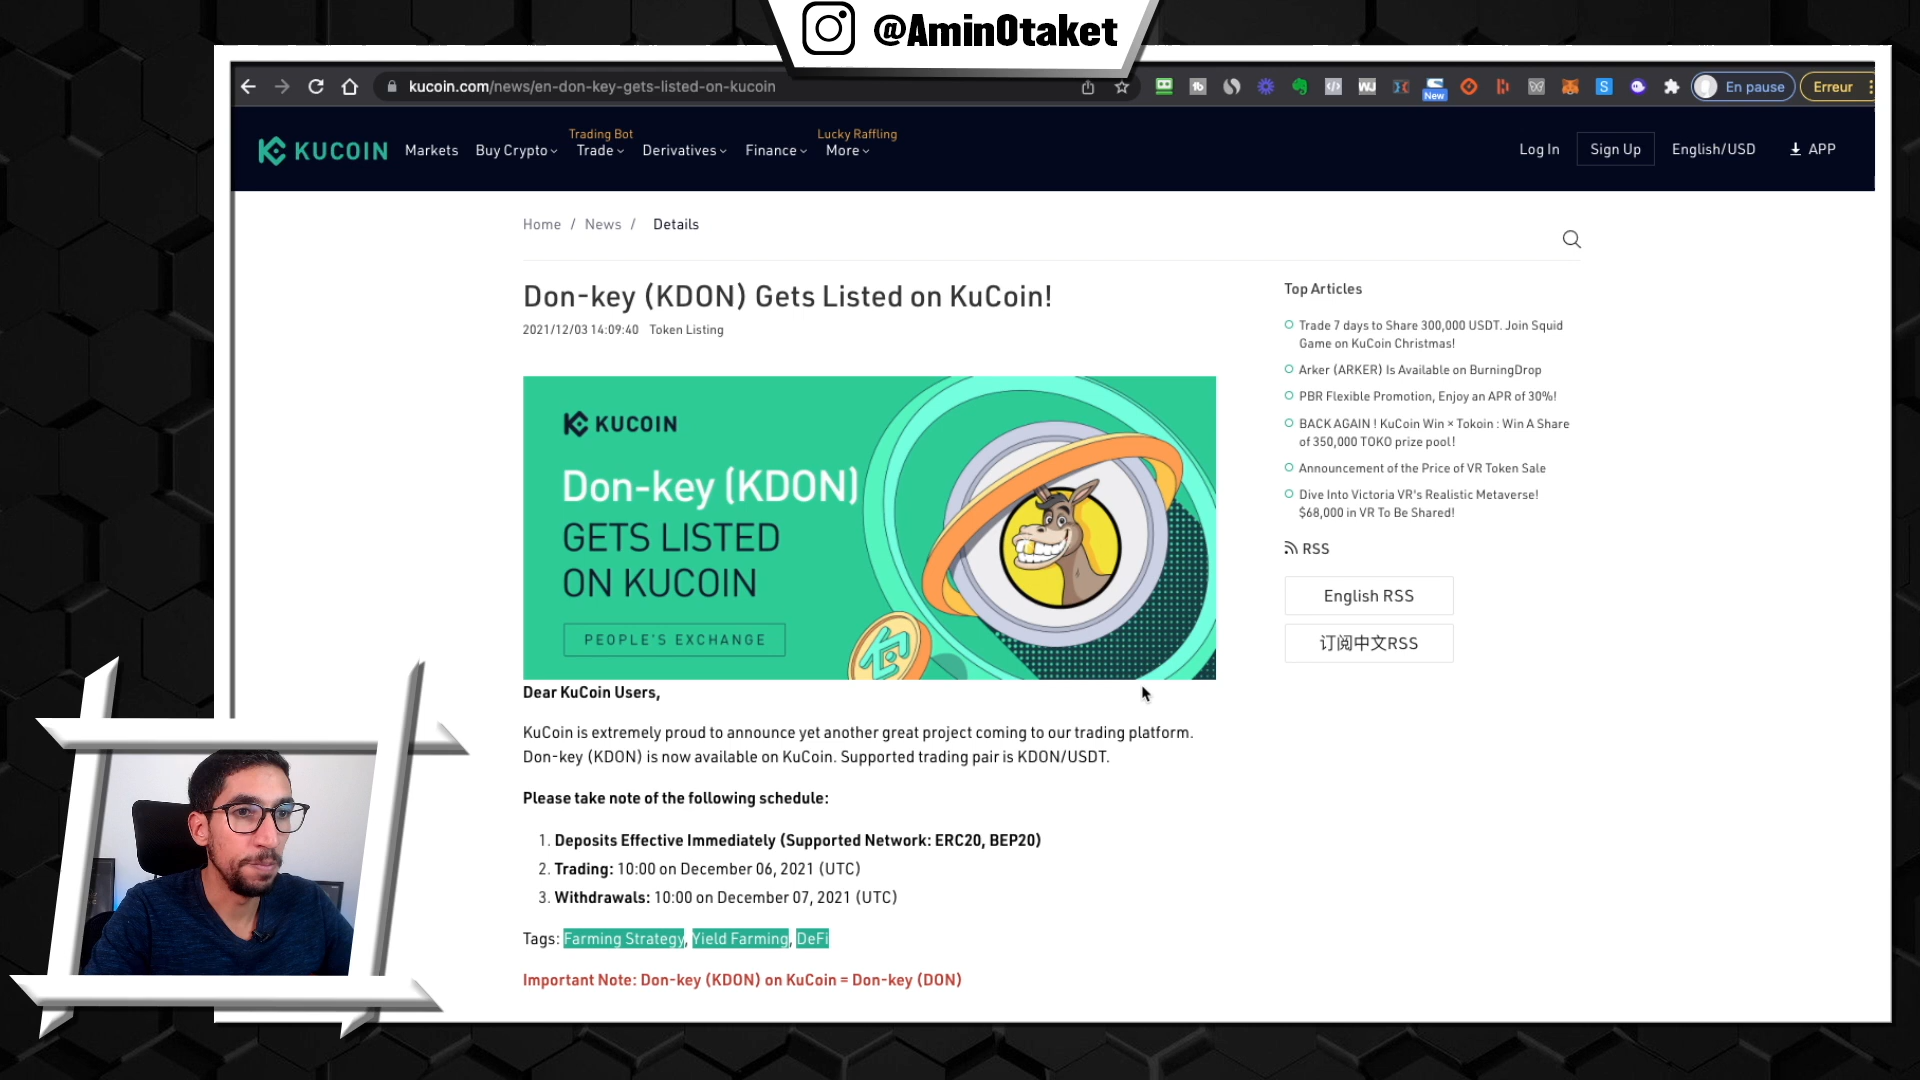 @AminOtaket
kucoin.com/news/en-don-key-gets-listed-on-kucoin
New
En pause
Erreur
KUCOIN
Markets
Buy Crypto
Trading Bot
Trade
Derivatives
Finance
Lucky Raffling
More
Log In
Sign Up
English/USD
APP
Home / News / Details
Don-key (KDON) Gets Listed on KuCoin!
2021/12/03 14:09:40 Token Listing
KUCOIN
Don-key (KDON)
GETS LISTED
ON KUCOIN
PEOPLE'S EXCHANGE
Dear KuCoin Users,
KuCoin is extremely proud to announce yet another great project coming to our trading platform.
Don-key (KDON) is now available on KuCoin. Supported trading pair is KDON/USDT.
Please take note of the following schedule:
1. Deposits Effective Immediately (Supported Network: ERC20, BEP20)
2. Trading: 10:00 on December 06, 2021 (UTC)
3. Withdrawals: 10:00 on December 07, 2021 (UTC)
Tags: Farming Strategy, Yield Farming, DeFi
Important Note: Don-key (KDON) on KuCoin = Don-key (DON)
Top Articles
Trade 7 days to Share 300,000 USDT. Join Squid
Game on KuCoin Christmas!
Arker (ARKER) Is Available on BurningDrop
PBR Flexible Promotion, Enjoy an APR of 30%!
BACK AGAIN ! KuCoin Win × Tokoin : Win A Share
of 350,000 TOKO prize pool!
Announcement of the Price of VR Token Sale
Dive Into Victoria VR's Realistic Metaverse!
$68,000 in VR To Be Shared!
RSS
English RSS
订阅中文RSS